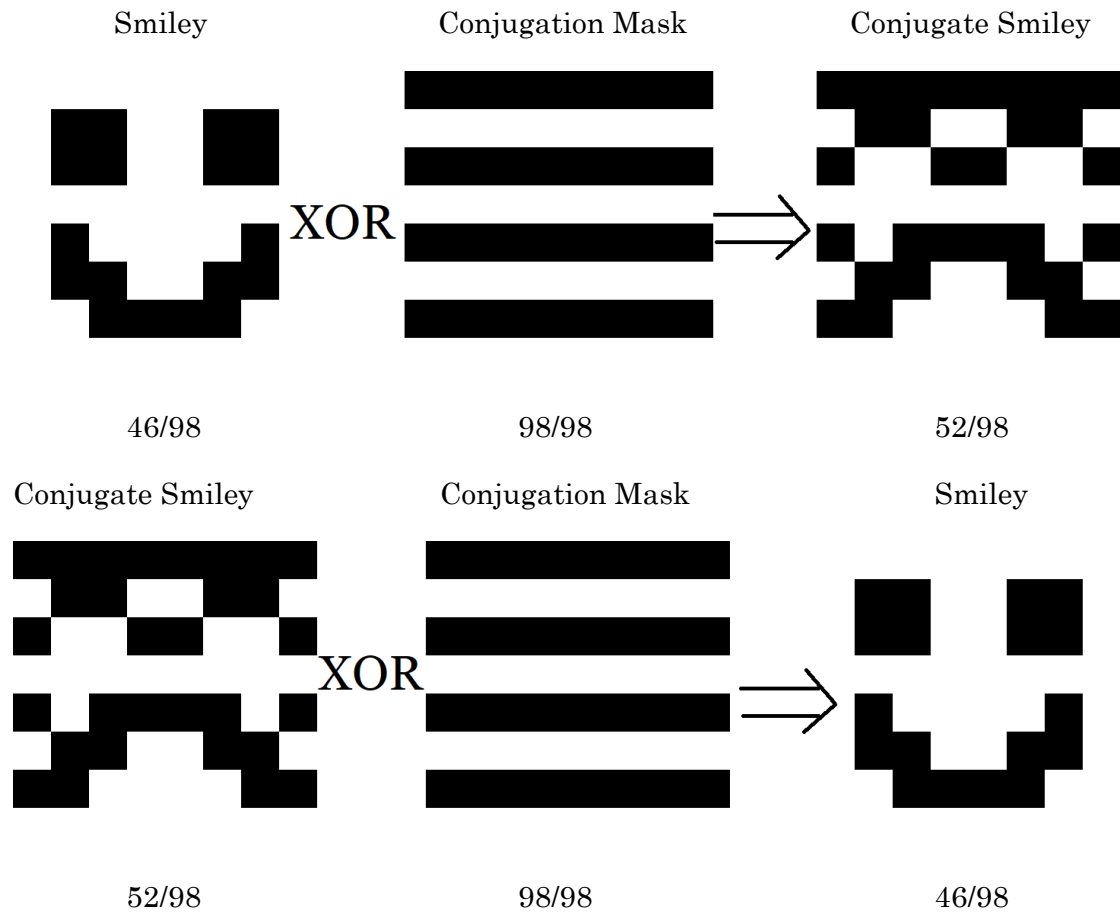 Smiley Conjugation Mask Conjugate Smiley
XOR
46/98 98/98 52/98
Conjugate Smiley Conjugation Mask Smiley
XOR
52/98 98/98 46/98